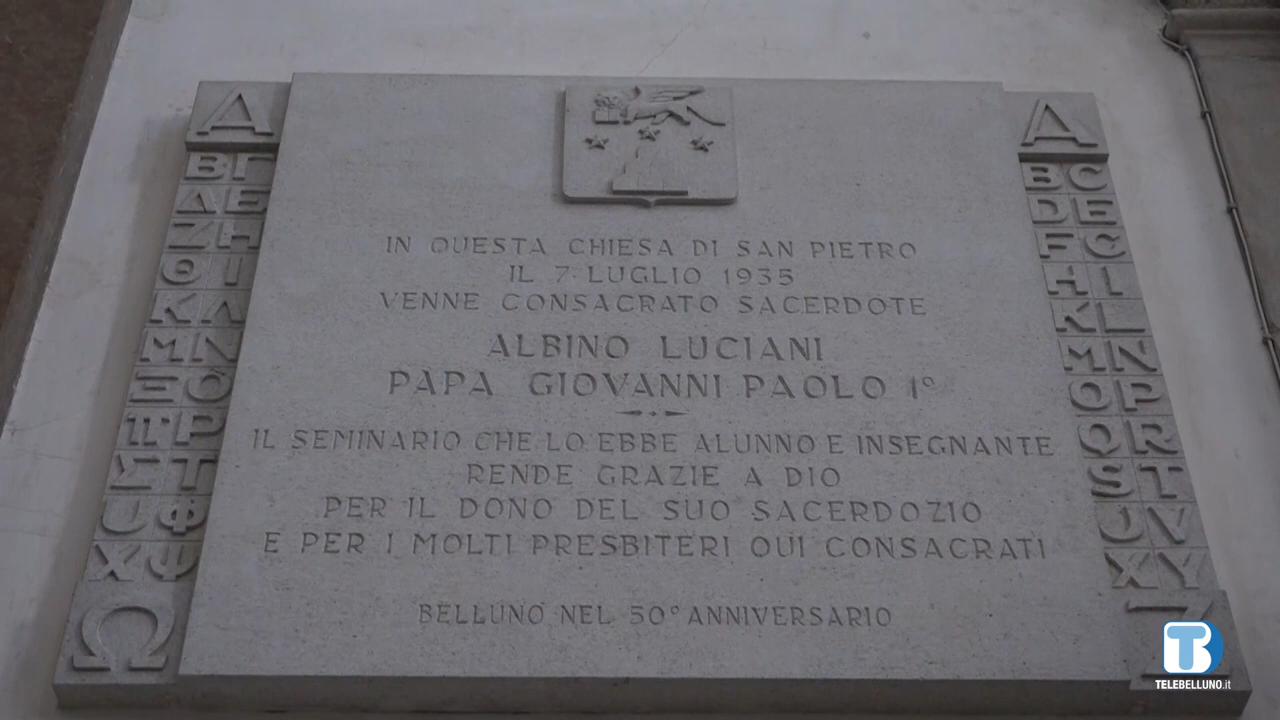 Α
ΒΓ
ΔΕ
ΖΗ
ΘΙ
ΚΛ
ΜΝ
ΞΟ
ΠΡ
ΣΤ
ΥΦ
ΧΨ
Ω
IN QUESTA CHIESA DI SAN PIETRO
IL 7 LUGLIO 1935
VENNE CONSACRATO SACERDOTE
ALBINO LUCIANI
PAPA GIOVANNI PAOLO I°
IL SEMINARIO CHE LO EBBE ALUNNO E INSEGNANTE
RENDE GRAZIE A DIO
PER IL DONO DEL SUO SACERDOZIO
E PER I MOLTI PRESBITERI QUI CONSACRATI
BELLUNO NEL 50° ANNIVERSARIO
A
BC
DE
FG
HI
KL
MN
OP
QR
ST
UV
XY
Z
TB
TELEBELLUNO.it